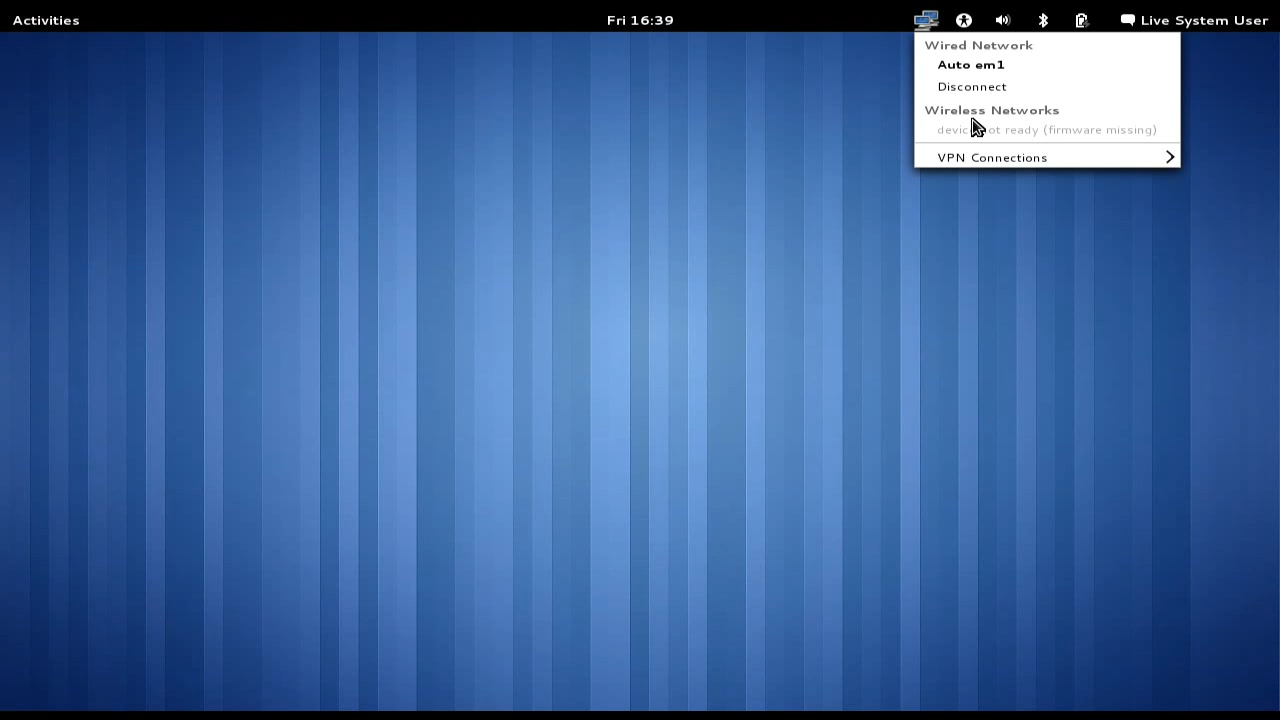 Activities
Fri 16:39
Live System User
Wired Network
Auto em1
Disconnect
Wireless Networks
ready (firmware missing)
VPN Connections